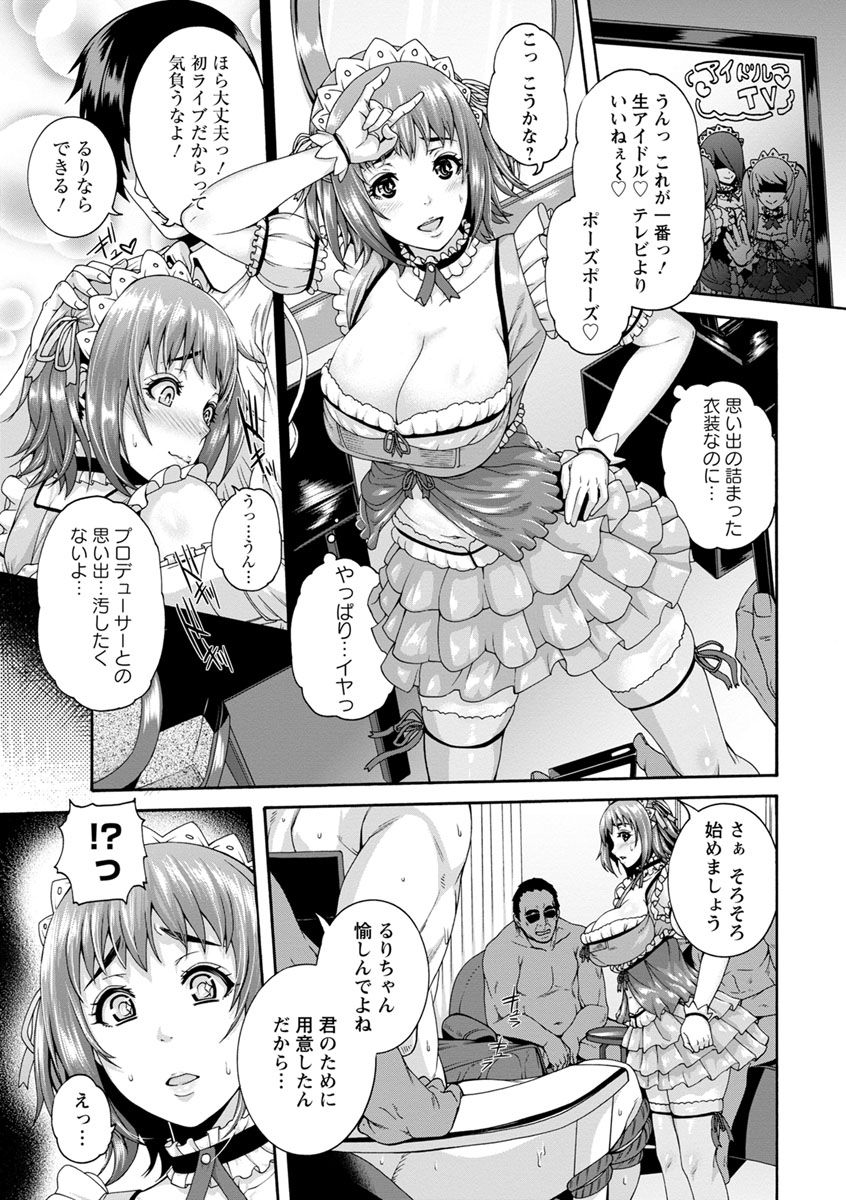 アイドル
TV
うんっ これが一番っ!
生アイドル♡ テレビより
いいねぇ〜♡
ポーズポーズ♡
こっ こうかな?
思い出の詰まった
衣装なのに…
やっぱり…イヤっ
ほら大丈夫っ!
初ライブだからって
気負うなよ!
るりなら
できる!
ギュ♡
うっ…うん…
プロデューサーとの
思い出…汚したく
ないよ…
さぁ そろそろ
始めましょう
るりちゃん
愉しんでよね
君のために
用意したん
だから…
!?
っ
えっ…